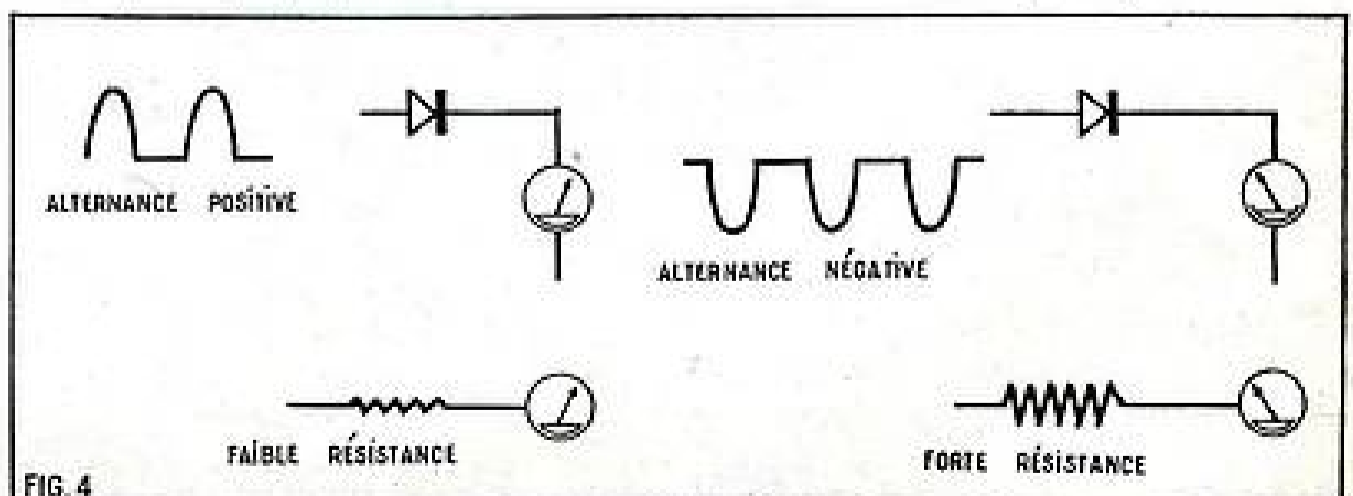 ALTERNANCE POSITIVE
ALTERNANCE NÉGATIVE
FAIBLE RÉSISTANCE
FORTE RÉSISTANCE
FIG. 4